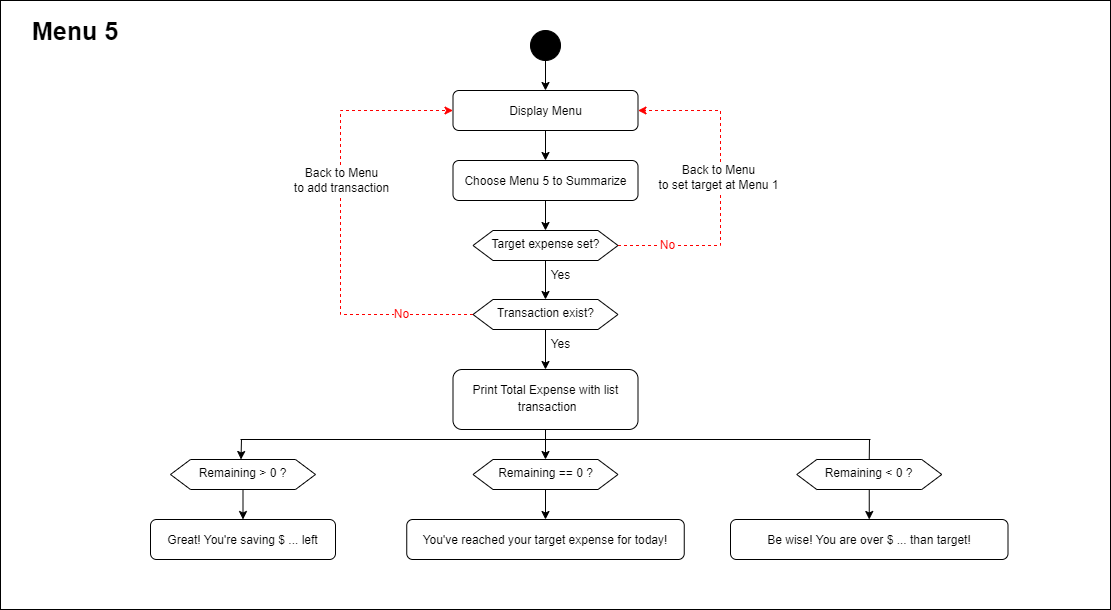 Menu 5
Display Menu
Back to Menu
to add transaction
Choose Menu 5 to Summarize
Back to Menu
to set target at Menu 1
Target expense set?
No
Yes
Transaction exist?
No
Yes
Print Total Expense with list
transaction
Remaining > 0 ?
Remaining == 0 ?
Remaining < 0 ?
Great! You're saving $ ... left
You've reached your target expense for today!
Be wise! You are over $ ... than target!